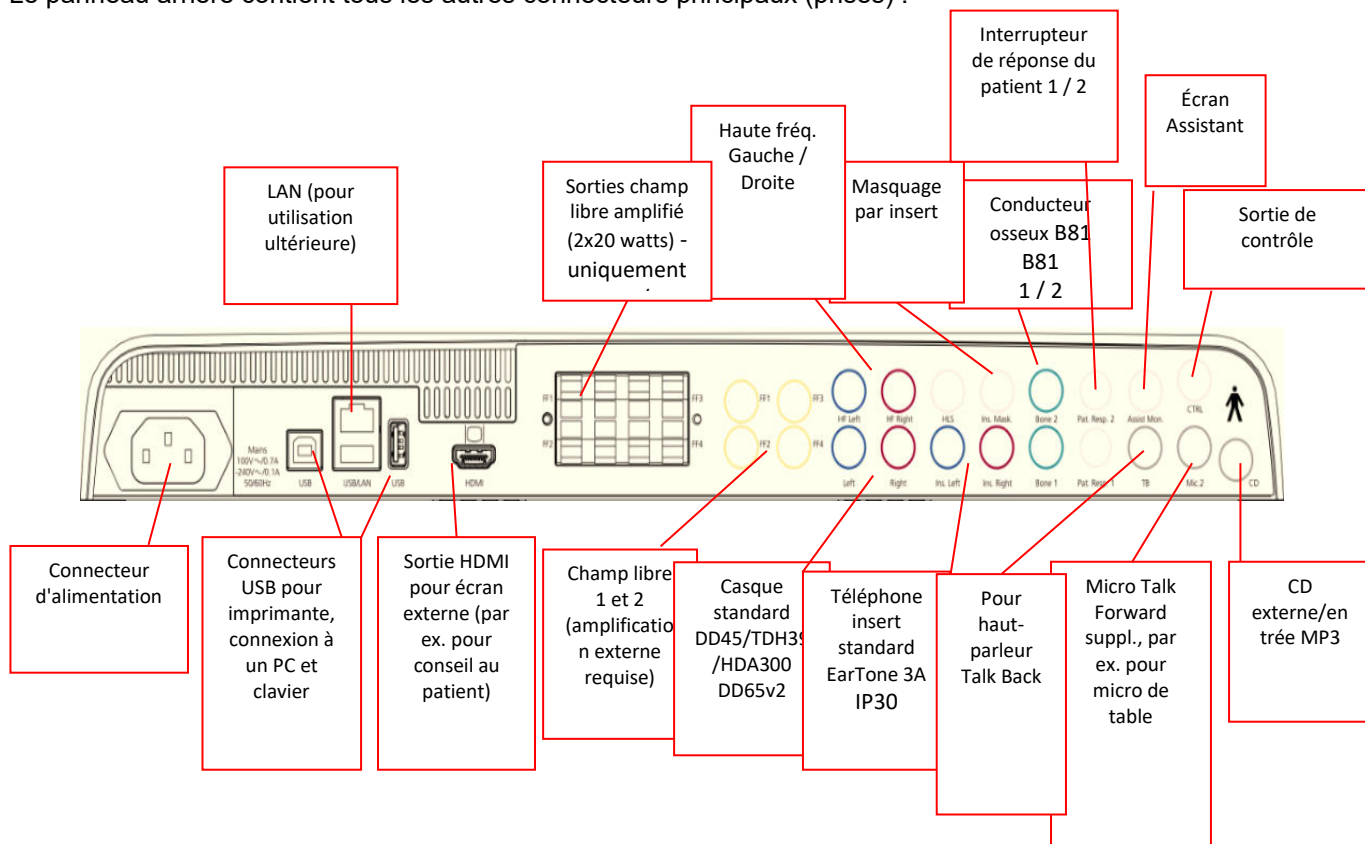 Le panneau arrière contient tous les autres connecteurs principaux (prises) :
Interrupteur
de réponse du
patient 1 / 2
Écran
Assistant
Haute fréq.
Gauche /
Droite
LAN (pour
utilisation
ultérieure)
Sorties champ
libre amplifié
(2x20 watts) -
uniquement
Masquage
par insert
Conducteur
osseux B81
B81
1 / 2
Sortie de
contrôle
FF1
FF3
FF2
FF4
FF1
FF3
FF2
FF4
HF Left
HF Right
HLS
Ins. Mask.
Bone 2
Pat. Resp. 2
Assist Mon.
CTRL
Mains
100V~/0.7A
-240V~/0.1A
50/60Hz
USB
USB/LAN
USB
HDMI
Left
Right
Ins. Left
Ins. Right
Bone 1
Pat. Resp. 1
TB
Mic.2
CD
Connecteur
d'alimentation
Connecteurs
USB pour
imprimante,
connexion à
un PC et
clavier
Sortie HDMI
pour écran
externe (par
ex. pour
conseil au
patient)
Champ libre
1 et 2
(amplificatio
n externe
requise)
Casque
standard
DD45/TDH39
/HDA300
DD65v2
Téléphone
insert
standard
EarTone 3A
IP30
Pour
haut-
parleur
Talk Back
Micro Talk
Forward
suppl., par
ex. pour
micro de
table
CD
externe/en
trée MP3